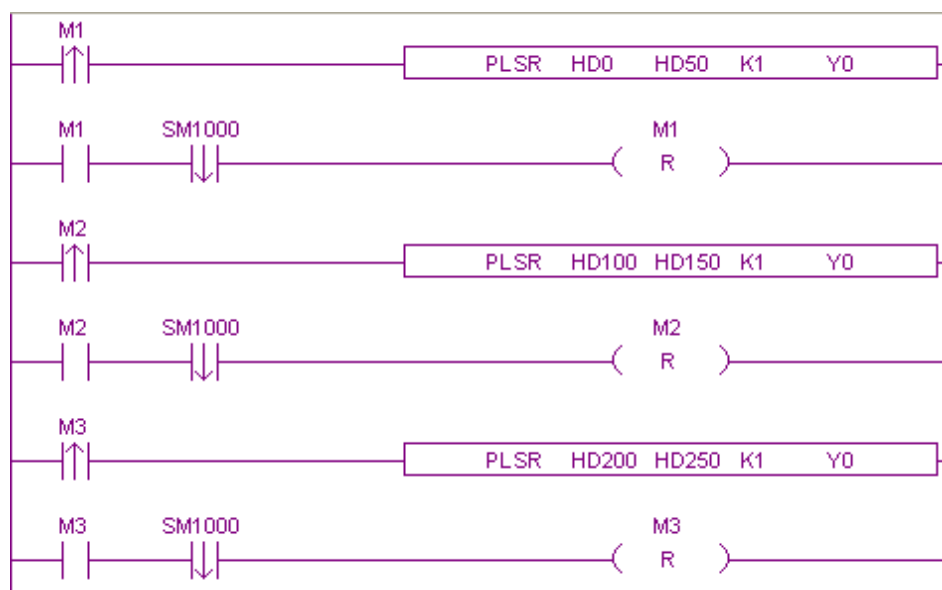 M1
PLSR HD0 HD50 K1 Y0
M1 SM1000 M1
R
M2
PLSR HD100 HD150 K1 Y0
M2 SM1000 M2
R
M3
PLSR HD200 HD250 K1 Y0
M3 SM1000 M3
R